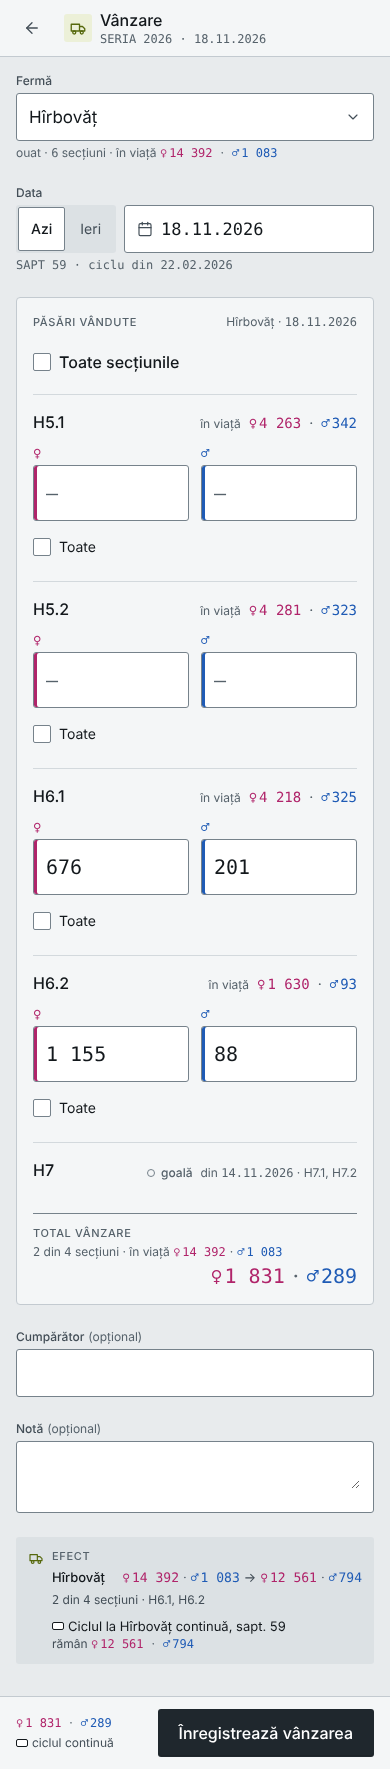 Vânzare
SERIA 2026 · 18.11.2026
Fermă
Hîrbovăț
ouat · 6 secțiuni · în viață ♀14 392 · ♂1 083
Data
Azi Ieri 18.11.2026
SAPT 59 · ciclu din 22.02.2026
PĂSĂRI VÂNDUTE Hîrbovăț · 18.11.2026
Toate secțiunile
H5.1 în viață ♀4 263 · ♂342
♀ ♂
— —
Toate
H5.2 în viață ♀4 281 · ♂323
♀ ♂
— —
Toate
H6.1 în viață ♀4 218 · ♂325
♀ ♂
676 201
Toate
H6.2 în viață ♀1 630 · ♂93
♀ ♂
1 155 88
Toate
H7 goală din 14.11.2026 · H7.1, H7.2
TOTAL VÂNZARE
2 din 4 secțiuni · în viață ♀14 392 · ♂1 083
♀1 831 · ♂289
Cumpărător (opțional)
Notă (opțional)
EFECT
Hîrbovăț ♀14 392 · ♂1 083 → ♀12 561 · ♂794
2 din 4 secțiuni · H6.1, H6.2
Ciclul la Hîrbovăț continuă, sapt. 59
rămân ♀12 561 · ♂794
♀1 831 · ♂289
ciclul continuă
Înregistrează vânzarea